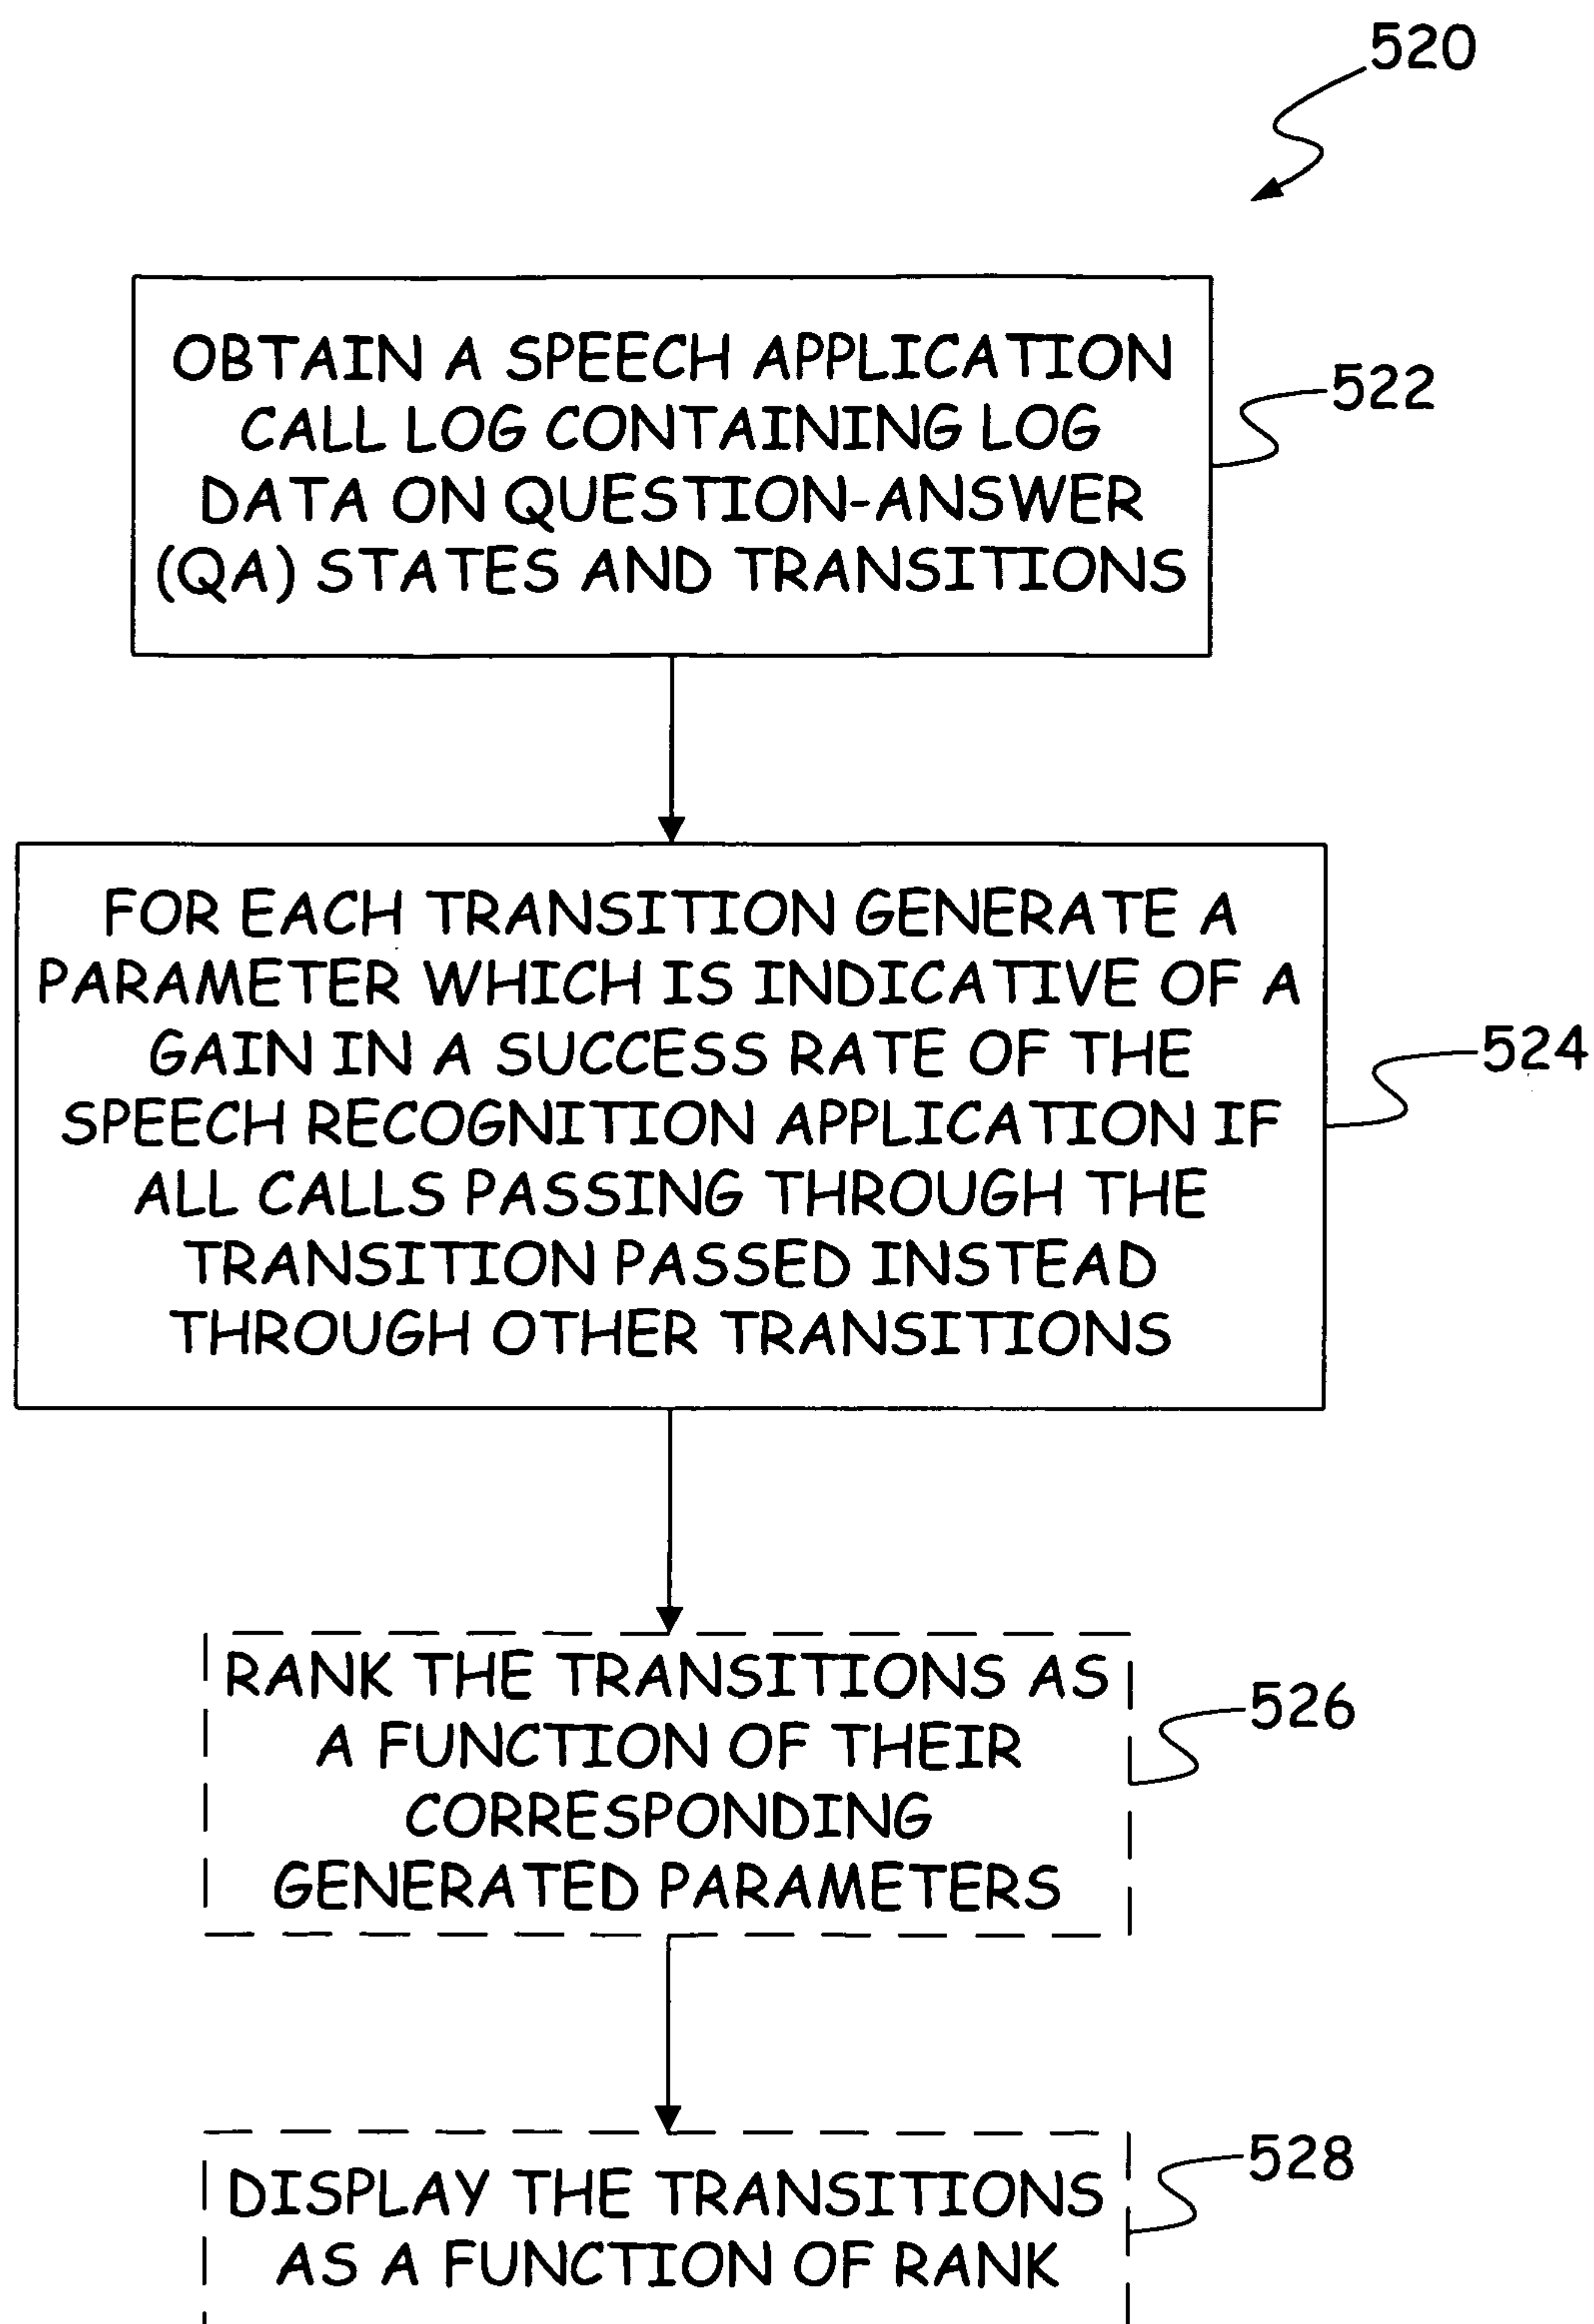 520
OBTAIN A SPEECH APPLICATION
CALL LOG CONTAINING LOG
DATA ON QUESTION-ANSWER
(QA) STATES AND TRANSITIONS
522
FOR EACH TRANSITION GENERATE A
PARAMETER WHICH IS INDICATIVE OF A
GAIN IN A SUCCESS RATE OF THE
SPEECH RECOGNITION APPLICATION IF
ALL CALLS PASSING THROUGH THE
TRANSITION PASSED INSTEAD
THROUGH OTHER TRANSITIONS
524
RANK THE TRANSITIONS AS
A FUNCTION OF THEIR
CORRESPONDING
GENERATED PARAMETERS
526
DISPLAY THE TRANSITIONS
AS A FUNCTION OF RANK
528